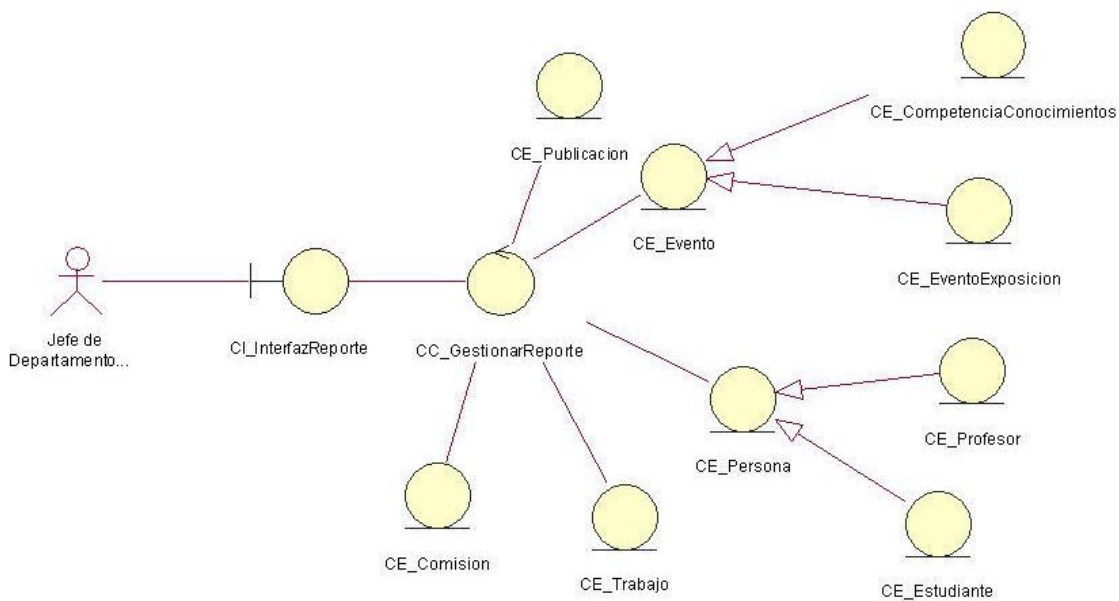 CE_CompetenciaConocimientos
CE_Publicacion
CE_Evento
CE_EventoExposicion
Jefe de
Departamento...
CI_InterfazReporte
CC_GestionarReporte
CE_Profesor
CE_Persona
CE_Comision
CE_Trabajo
CE_Estudiante